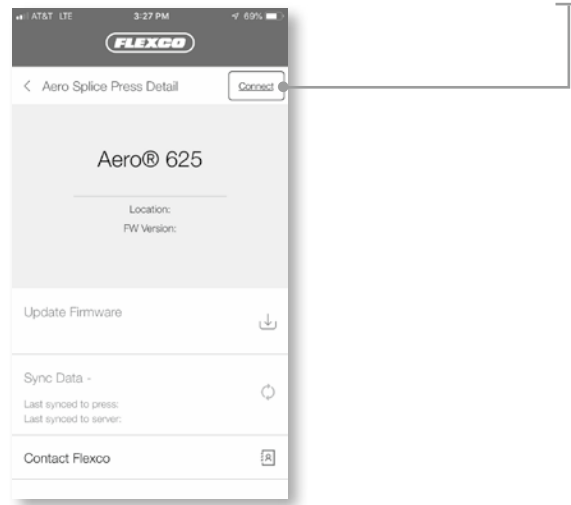 AT&T LTE 3:27 PM 69%
FLEXCO
< Aero Splice Press Detail Connect
Aero® 625
Location:
FW Version:
Update Firmware
Sync Data -
Last synced to press:
Last synced to server:
Contact Flexco